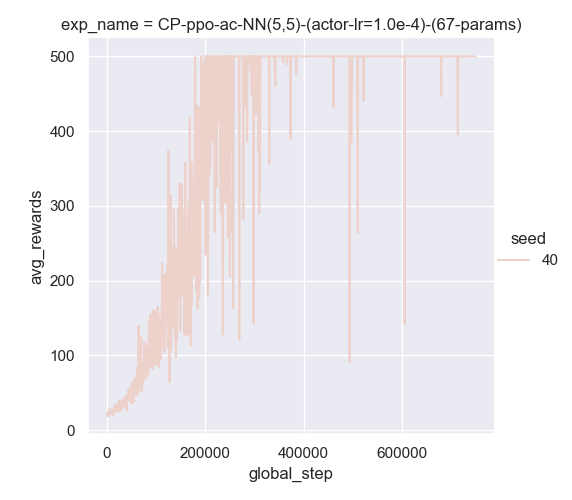 exp_name = CP-ppo-ac-NN(5,5)-(actor-lr=1.0e-4)-(67-params)
500
400
300
200
100
0
avg_rewards
0 200000 400000 600000
global_step
seed
40